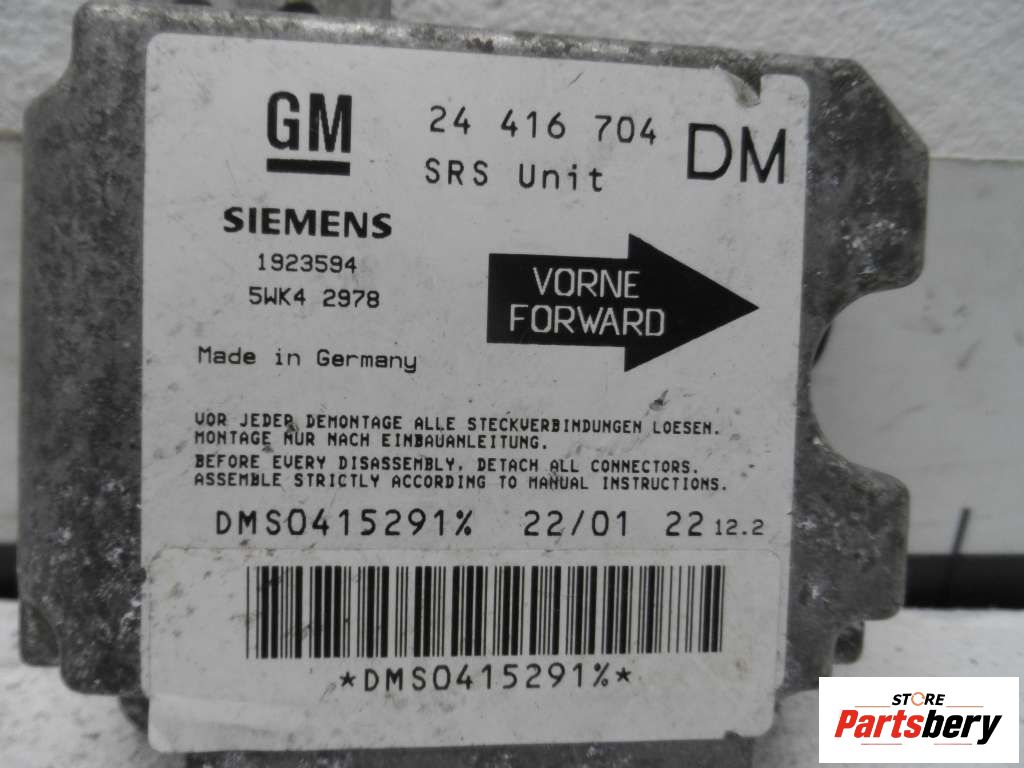 GM
24 416 704
DM
SRS Unit
SIEMENS
1923594
5WK4 2978
VORNE
FORWARD
Made in Germany
VOR JEDER DEMONTAGE ALLE STECKVERBINDUNGEN LOESEN.
MONTAGE NUR NACH EINBAUANLEITUNG.
BEFORE EVERY DISASSEMBLY, DETACH ALL CONNECTORS.
ASSEMBLE STRICTLY ACCORDING TO MANUAL INSTRUCTIONS.
DMS0415291% 22/01 22 12.2
*DMS0415291%*
STORE
Partsbery